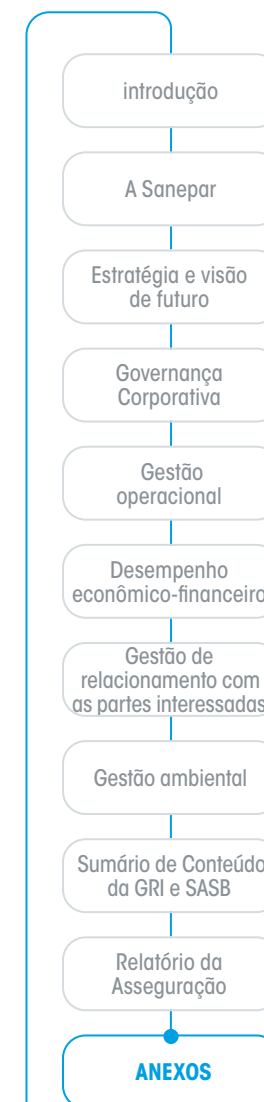 introdução
A Sanepar
Estratégia e visão
de futuro
Governança
Corporativa
Gestão
operacional
Desempenho
econômico-financeiro
Gestão de
relacionamento com
as partes interessadas
Gestão ambiental
Sumário de Conteúdo
da GRI e SASB
Relatório da
Asseguração
ANEXOS